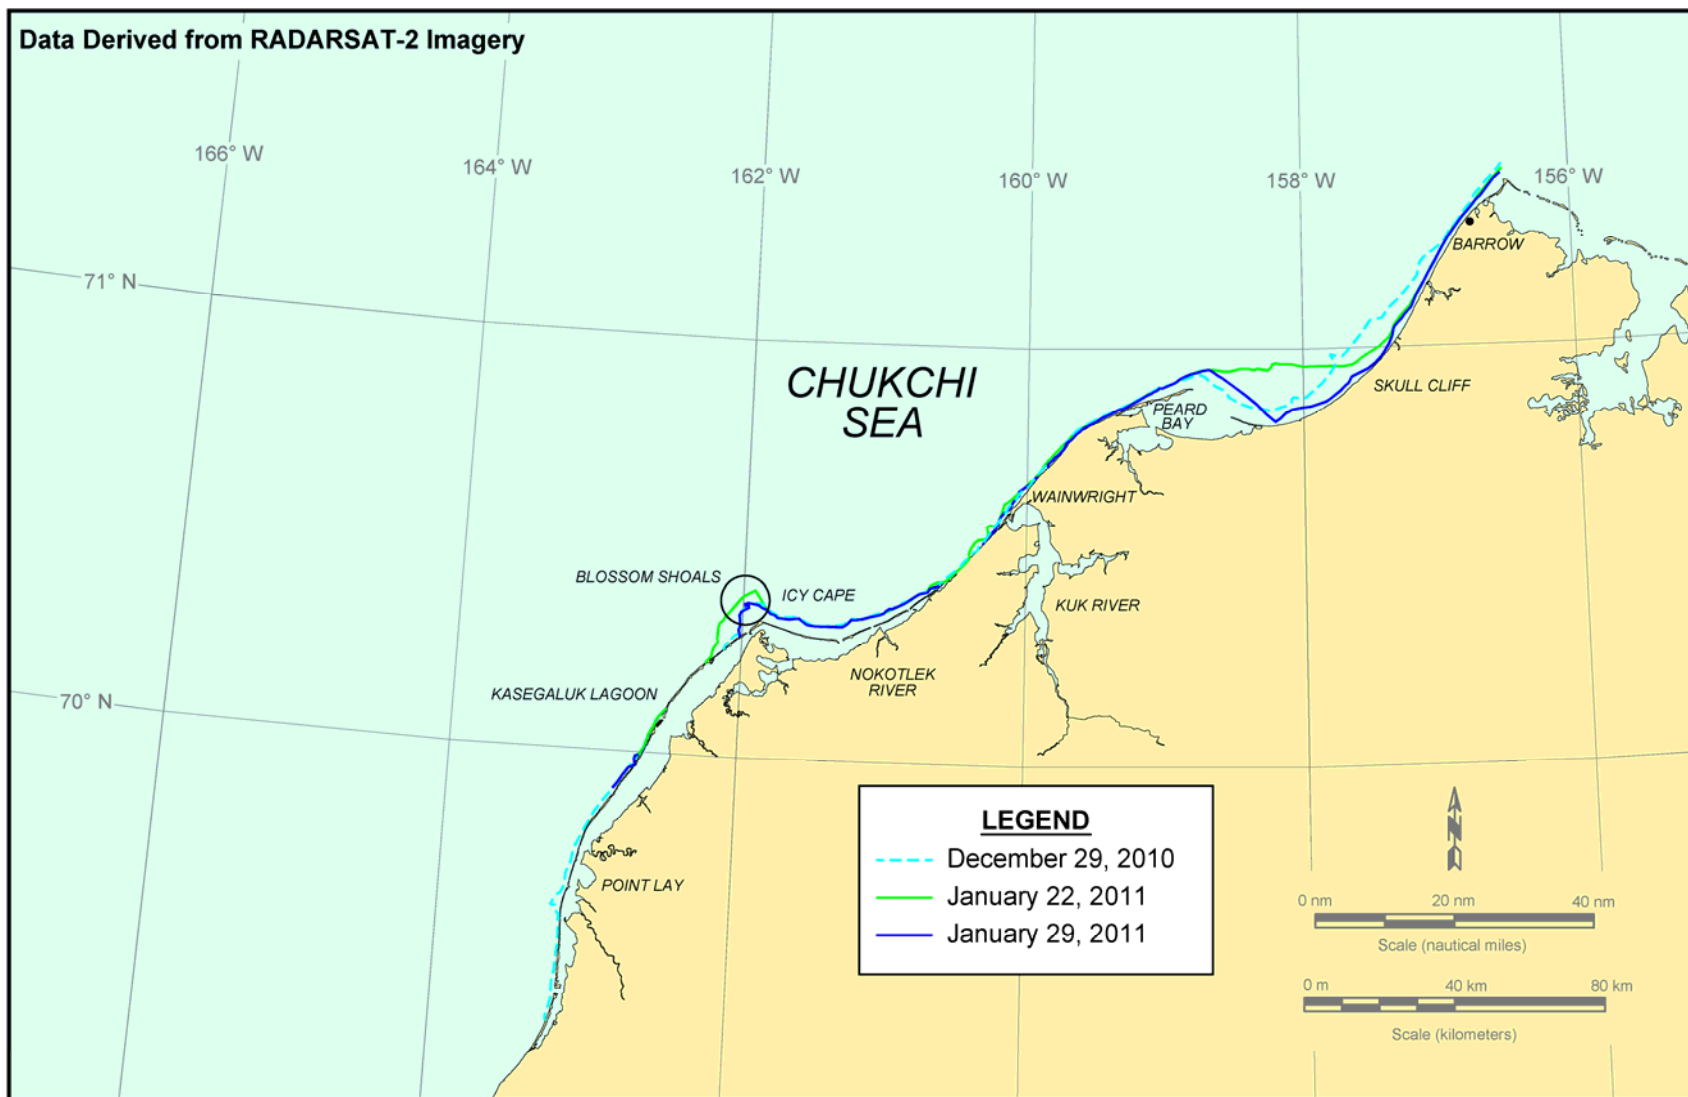 Data Derived from RADARSAT-2 Imagery
166° W
164° W
162° W
160° W
158° W
156° W
71° N
BARROW
CHUKCHI
SEA
SKULL CLIFF
PEARD
BAY
WAINWRIGHT
BLOSSOM SHOALS
ICY CAPE
KUK RIVER
NOKOTLEK
RIVER
KASEGALUK LAGOON
70° N
POINT LAY
LEGEND
December 29, 2010
January 22, 2011
January 29, 2011
N
0 nm
20 nm
40 nm
Scale (nautical miles)
0 m
40 km
80 km
Scale (kilometers)